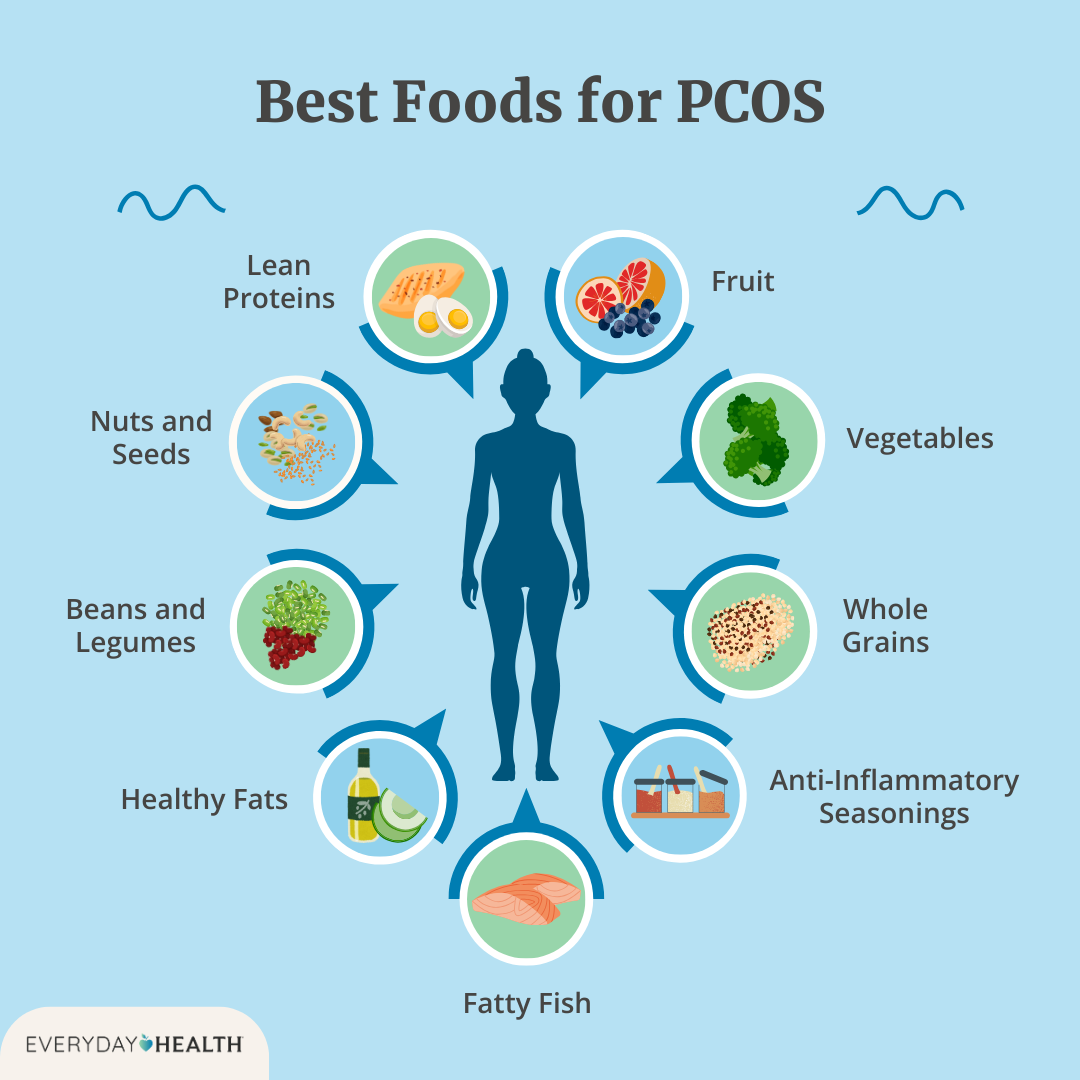 Best Foods for PCOS
Lean
Proteins
Fruit
Nuts and
Seeds
Vegetables
Beans and
Legumes
Whole
Grains
Healthy Fats
Anti-Inflammatory
Seasonings
Fatty Fish
EVERYDAY HEALTH